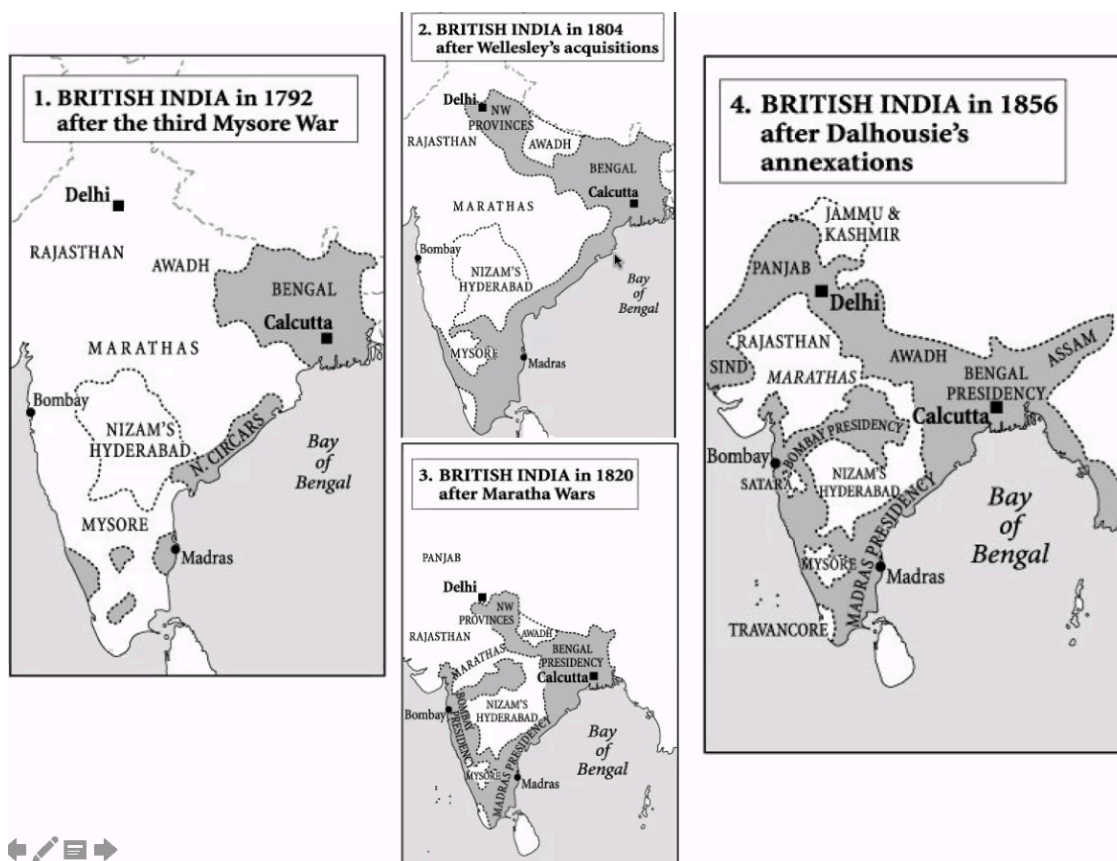 1. BRITISH INDIA in 1792
after the third Mysore War
Delhi
RAJASTHAN
AWADH
BENGAL
Calcutta
MARATHAS
Bombay
NIZAM'S
HYDERABAD
N. CIRCARS
Bay
of
Bengal
MYSORE
Madras
2. BRITISH INDIA in 1804
after Wellesley's acquisitions
Delhi
NW
PROVINCES
RAJASTHAN
AWADH
BENGAL
Calcutta
MARATHAS
Bombay
NIZAM'S
HYDERABAD
Bay
of
Bengal
MYSORE
Madras
3. BRITISH INDIA in 1820
after Maratha Wars
PANJAB
Delhi
NW
PROVINCES
RAJASTHAN
AWADH
MARATHAS
BENGAL
PRESIDENCY
Calcutta
Bombay
BOMBAY
PRESIDENCY
NIZAM'S
HYDERABAD
Bay
of
Bengal
MYSORE
MADRAS PRESIDENCY
Madras
4. BRITISH INDIA in 1856
after Dalhousie's
annexations
JAMMU &
KASHMIR
PANJAB
Delhi
RAJASTHAN
AWADH
ASSAM
SIND
MARATHAS
BENGAL
PRESIDENCY
Calcutta
BOMBAY PRESIDENCY
Bombay
SATARA
NIZAM'S
HYDERABAD
Bay
of
Bengal
MYSORE
MADRAS PRESIDENCY
Madras
TRAVANCORE